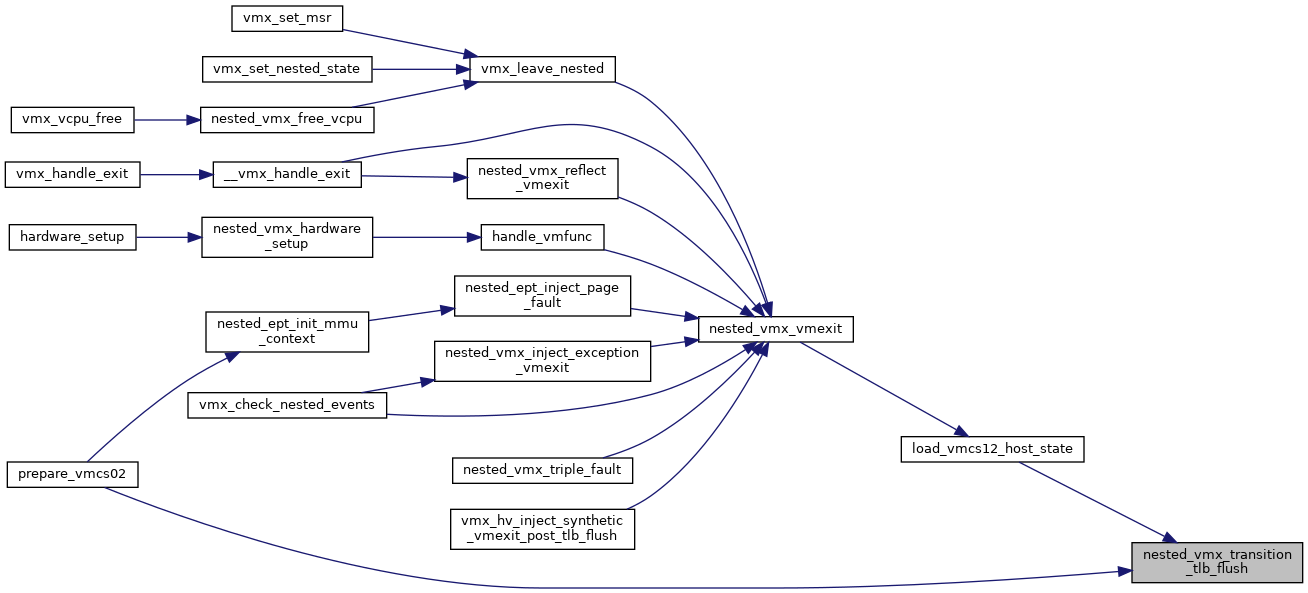 vmx_set_msr
vmx_set_nested_state
vmx_leave_nested
vmx_vcpu_free
nested_vmx_free_vcpu
vmx_handle_exit
__vmx_handle_exit
nested_vmx_reflect
_vmexit
hardware_setup
nested_vmx_hardware
_setup
handle_vmfunc
nested_ept_inject_page
_fault
nested_ept_init_mmu
_context
nested_vmx_vmexit
nested_vmx_inject_exception
_vmexit
vmx_check_nested_events
load_vmcs12_host_state
prepare_vmcs02
nested_vmx_triple_fault
vmx_hv_inject_synthetic
_vmexit_post_tlb_flush
nested_vmx_transition
_tlb_flush